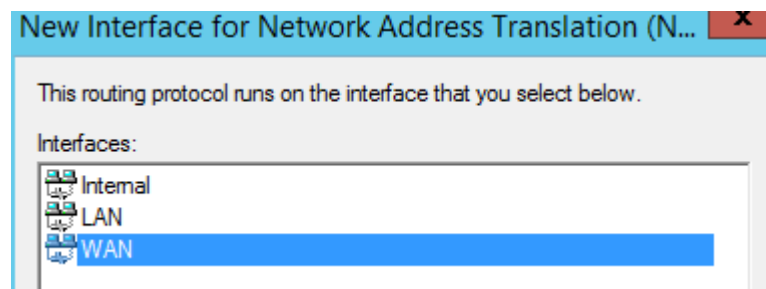 New Interface for Network Address Translation (N...
x
This routing protocol runs on the interface that you select below.
Interfaces:
Internal
LAN
WAN